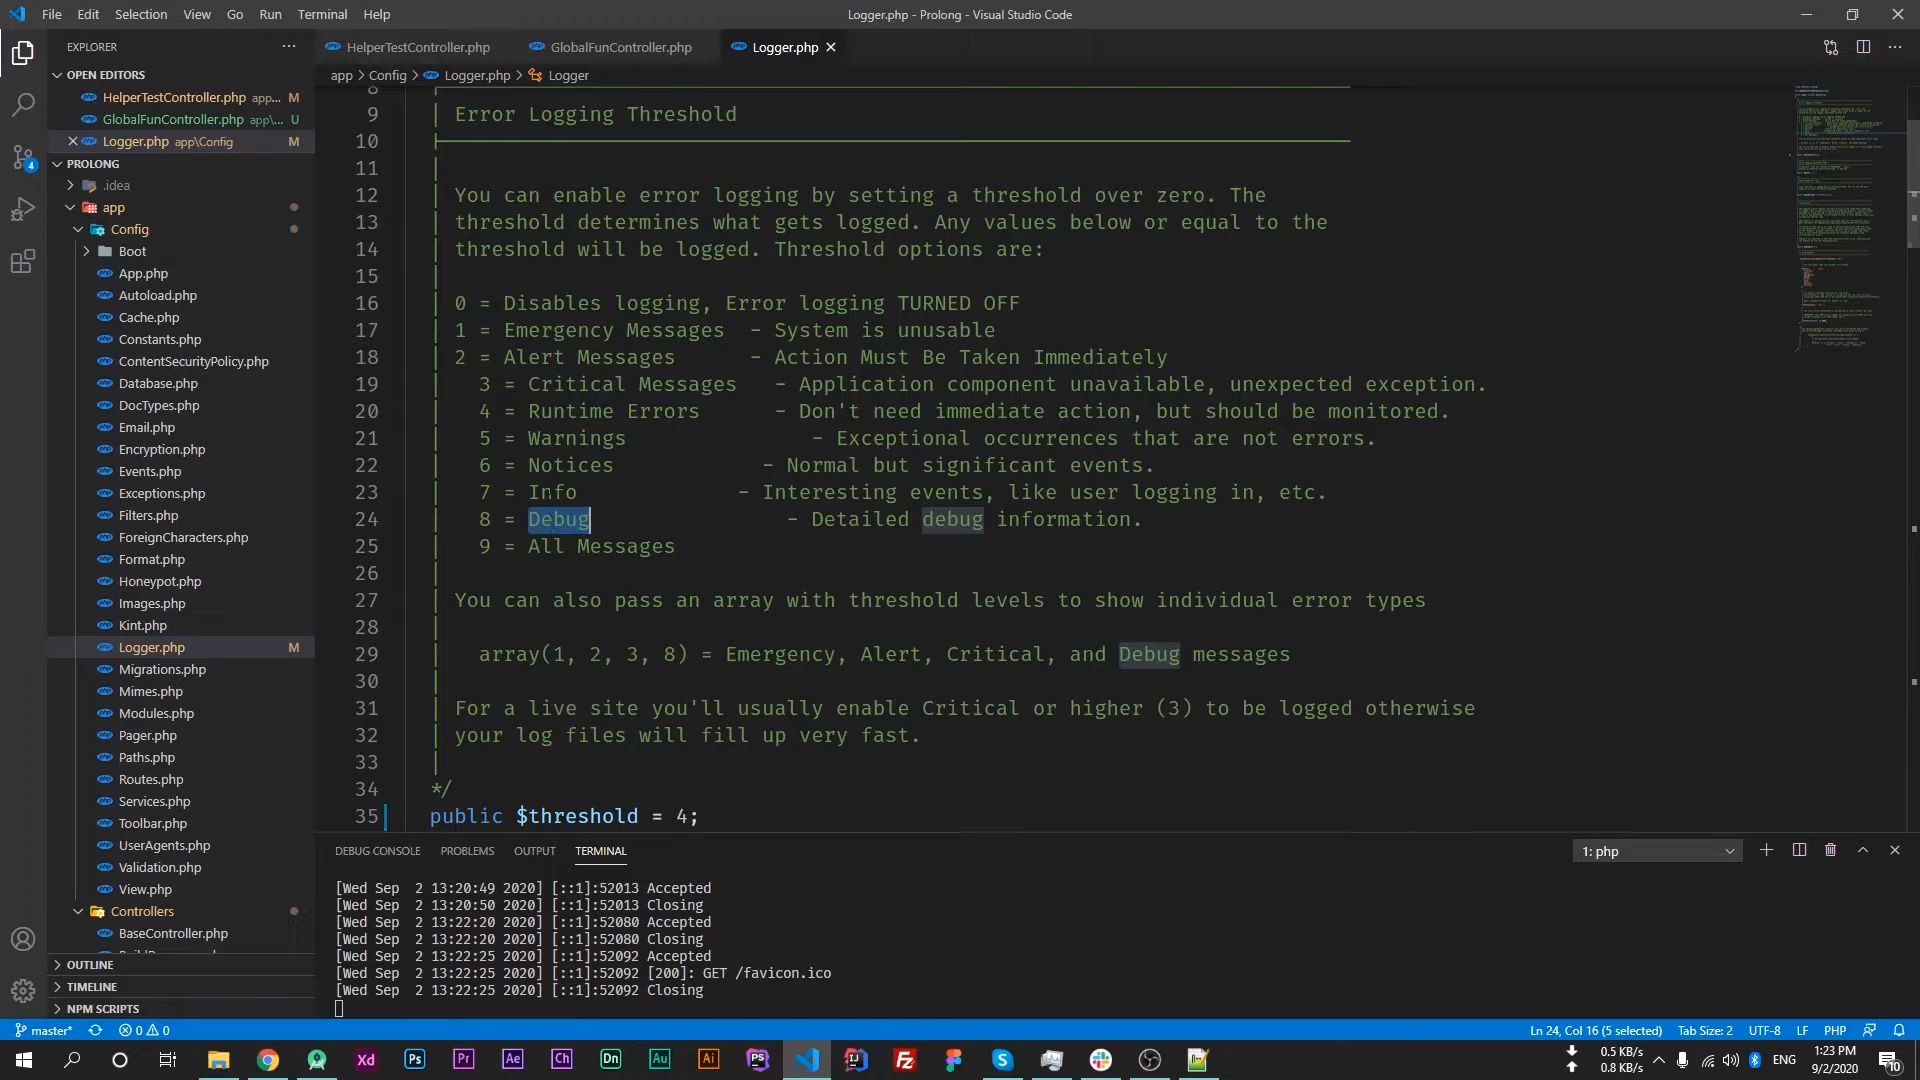 File Edit Selection View Go Run Terminal Help
Logger.php - Prolong - Visual Studio Code
EXPLORER
OPEN EDITORS
HelperTestController.php app... M
GlobalFunController.php app\... U
Logger.php app\Config M
PROLONG
.idea
app
Config
Boot
App.php
Autoload.php
Cache.php
Constants.php
ContentSecurityPolicy.php
Database.php
DocTypes.php
Email.php
Encryption.php
Events.php
Exceptions.php
Filters.php
ForeignCharacters.php
Format.php
Honeypot.php
Images.php
Kint.php
Logger.php M
Migrations.php
Mimes.php
Modules.php
Pager.php
Paths.php
Routes.php
Services.php
Toolbar.php
UserAgents.php
Validation.php
View.php
Controllers
BaseController.php
OUTLINE
TIMELINE
NPM SCRIPTS
HelperTestController.php GlobalFunController.php Logger.php
app > Config > Logger.php > Logger
8
9 | Error Logging Threshold
10
11 |
12 | You can enable error logging by setting a threshold over zero. The
13 | threshold determines what gets logged. Any values below or equal to the
14 | threshold will be logged. Threshold options are:
15 |
16 | 0 = Disables logging, Error logging TURNED OFF
17 | 1 = Emergency Messages - System is unusable
18 | 2 = Alert Messages - Action Must Be Taken Immediately
19 | 3 = Critical Messages - Application component unavailable, unexpected exception.
20 | 4 = Runtime Errors - Don't need immediate action, but should be monitored.
21 | 5 = Warnings - Exceptional occurrences that are not errors.
22 | 6 = Notices - Normal but significant events.
23 | 7 = Info - Interesting events, like user logging in, etc.
24 | 8 = Debug - Detailed debug information.
25 | 9 = All Messages
26 |
27 | You can also pass an array with threshold levels to show individual error types
28 |
29 | array(1, 2, 3, 8) = Emergency, Alert, Critical, and Debug messages
30 |
31 | For a live site you'll usually enable Critical or higher (3) to be logged otherwise
32 | your log files will fill up very fast.
33 |
34 */
35 public $threshold = 4;
DEBUG CONSOLE PROBLEMS OUTPUT TERMINAL
1: php
[Wed Sep 2 13:20:49 2020] [::1]:52013 Accepted
[Wed Sep 2 13:20:50 2020] [::1]:52013 Closing
[Wed Sep 2 13:22:20 2020] [::1]:52080 Accepted
[Wed Sep 2 13:22:20 2020] [::1]:52080 Closing
[Wed Sep 2 13:22:25 2020] [::1]:52092 Accepted
[Wed Sep 2 13:22:25 2020] [::1]:52092 [200]: GET /favicon.ico
[Wed Sep 2 13:22:25 2020] [::1]:52092 Closing
4
master* 0 0
Ln 24, Col 16 (5 selected) Tab Size: 2 UTF-8 LF PHP
Xd Ps Pr Ae Ch Dn Au Ai PS IJ
0.5 KB/s
0.8 KB/s
ENG
1:23 PM
9/2/2020
10